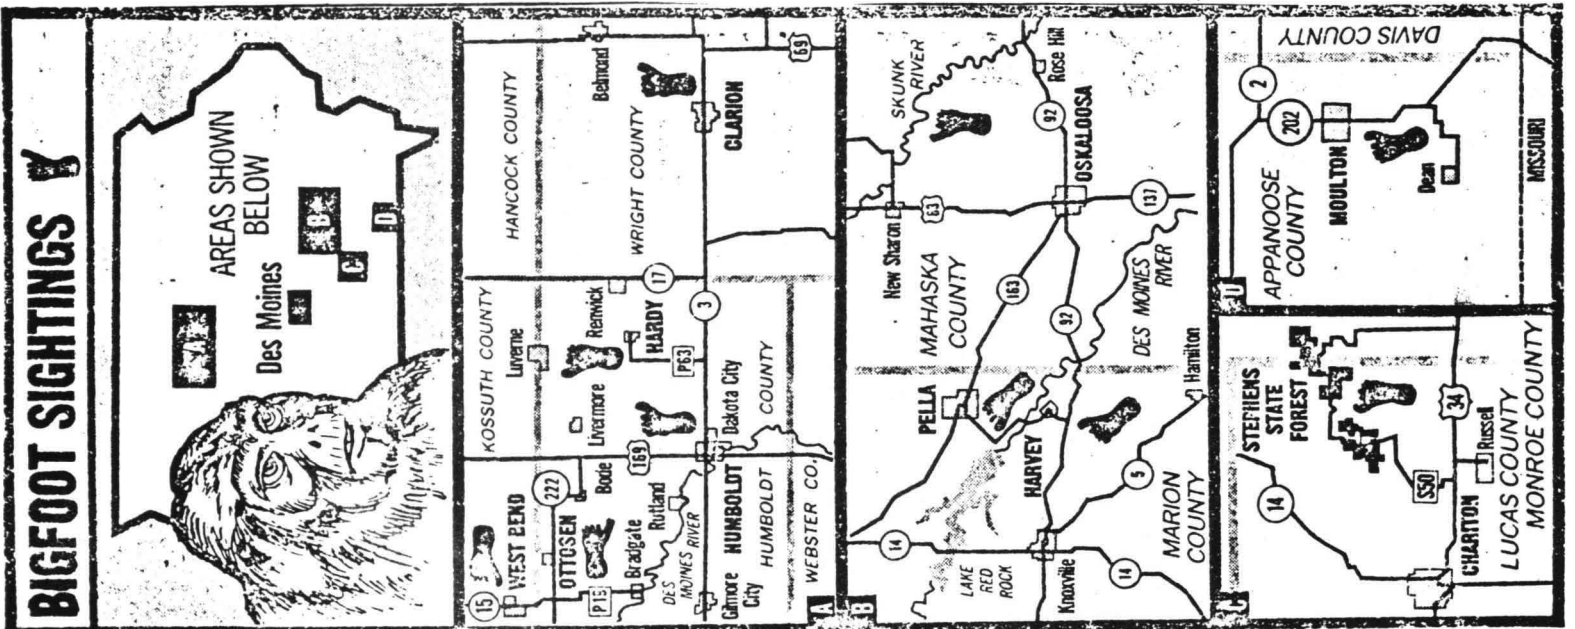 BIGFOOT SIGHTINGS
AREAS SHOWN
BELOW
Des Moines
A
B
C
D
A
KOSSUTH COUNTY
HANCOCK COUNTY
WRIGHT COUNTY
HUMBOLDT COUNTY
WEBSTER CO.
15
WEST BEND
222
OTTOSEN
Bode
P15
Bradgate
Rutland
DES
MOINES RIVER
Gilmore
City
HUMBOLDT
Dakota City
169
Livermore
Luverne
Renwick
HARDY
P63
3
17
Belmond
CLARION
69
B
SKUNK
RIVER
Rose Hill
92
OSKALOOSA
New Sharon
63
137
MAHASKA
COUNTY
163
92
DES MOINES
RIVER
PELLA
HARVEY
Hamilton
14
5
LAKE
RED
ROCK
Knoxville
14
MARION
COUNTY
C
STEPHENS
STATE
FOREST
14
S50
34
CHARITON
Russell
LUCAS COUNTY
MONROE COUNTY
D
DAVIS COUNTY
2
202
APPANOOSE
COUNTY
MOULTON
Dean
MISSOURI